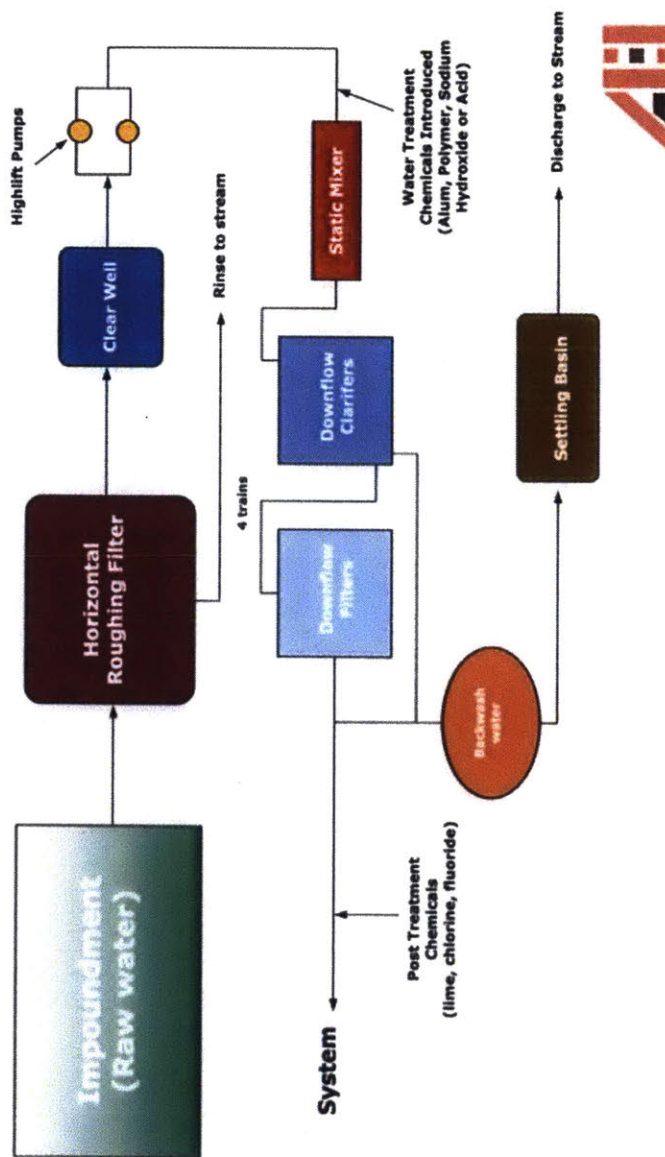 Impoundment
(Raw water)
Horizontal
Roughing Filter
Clear Well
Highlift Pumps
Rinse to stream
Water Treatment
Chemicals Introduced
(Alum, Polymer, Sodium
Hydroxide or Acid)
Static Mixer
Downflow
Clarifers
4 trains
Downflow
Filters
System
Post Treatment
Chemicals
(lime, chlorine, fluoride)
Backwash
water
Settling Basin
Discharge to Stream